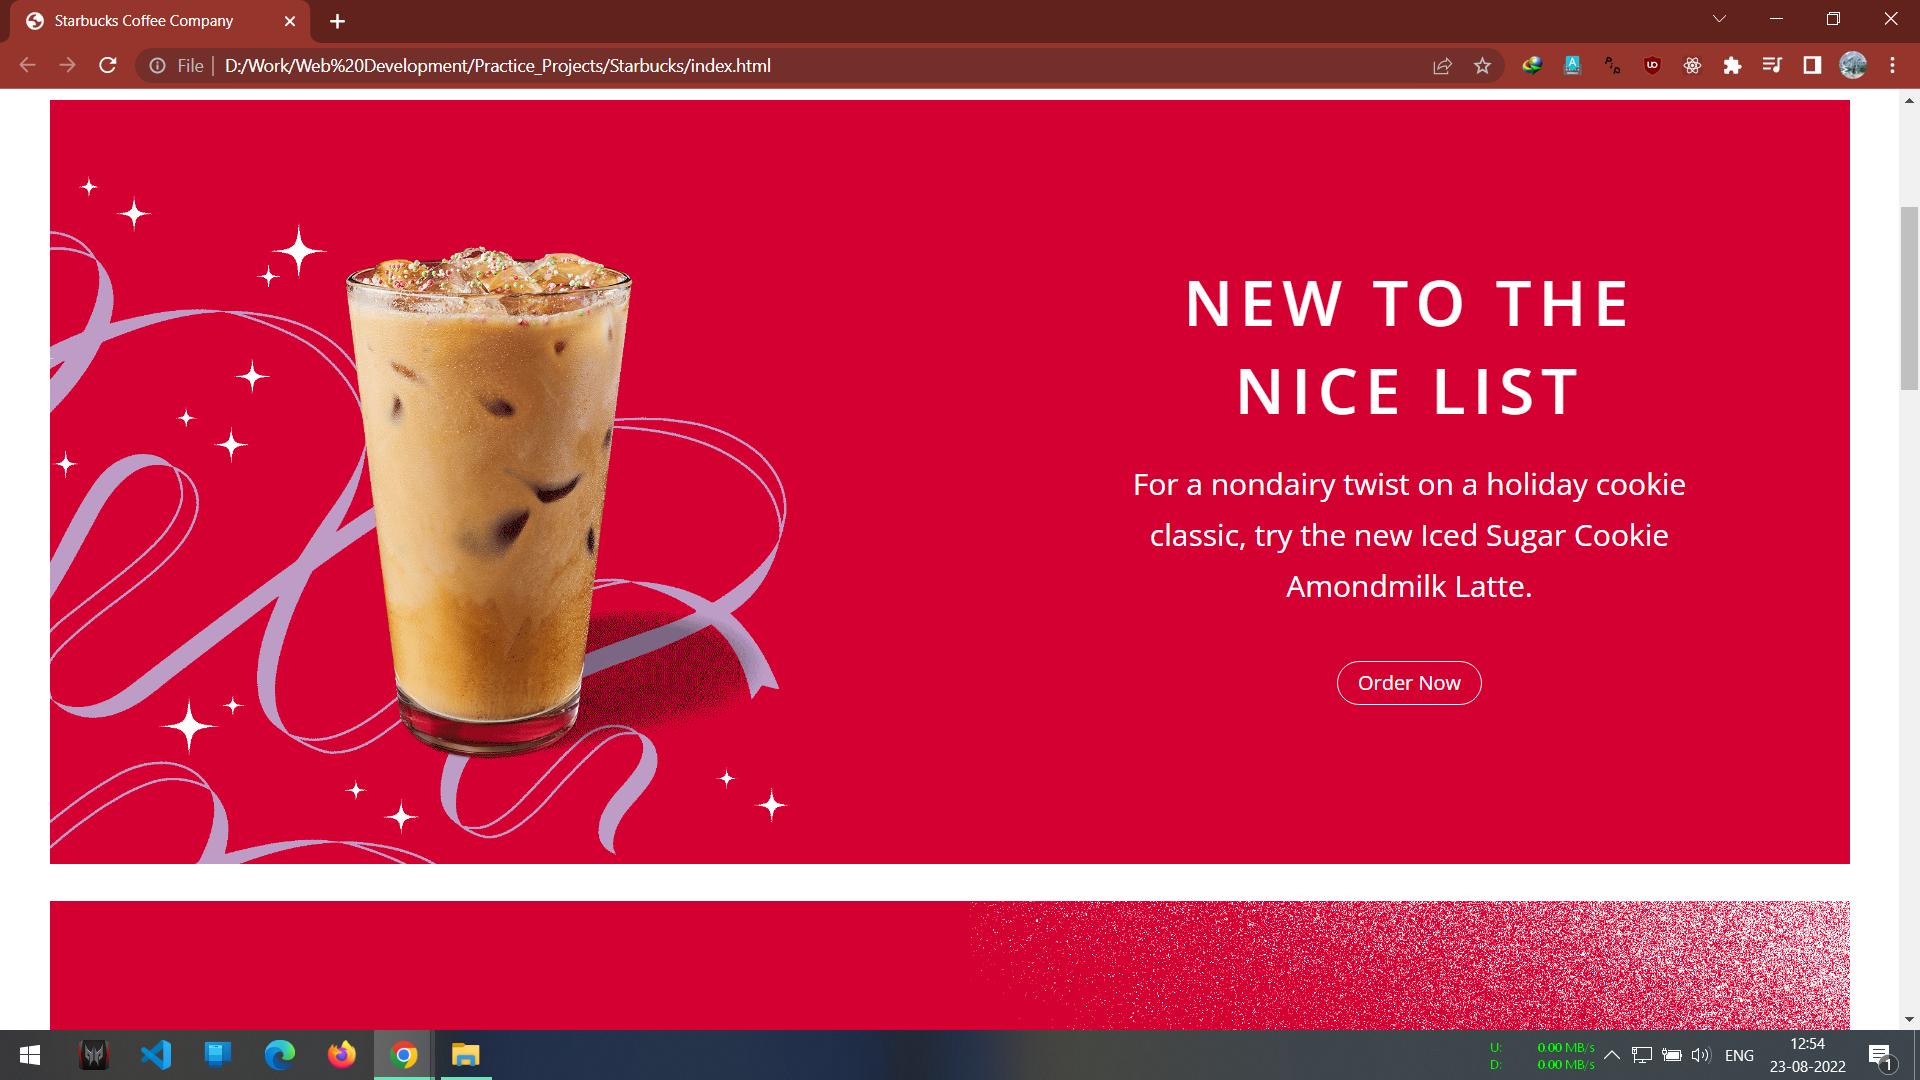 Starbucks Coffee Company
File | D:/Work/Web%20Development/Practice_Projects/Starbucks/index.html
NEW TO THE
NICE LIST
For a nondairy twist on a holiday cookie
classic, try the new Iced Sugar Cookie
Amondmilk Latte.
Order Now
U: 0.00 MB/s
D: 0.00 MB/s
ENG
12:54
23-08-2022
1